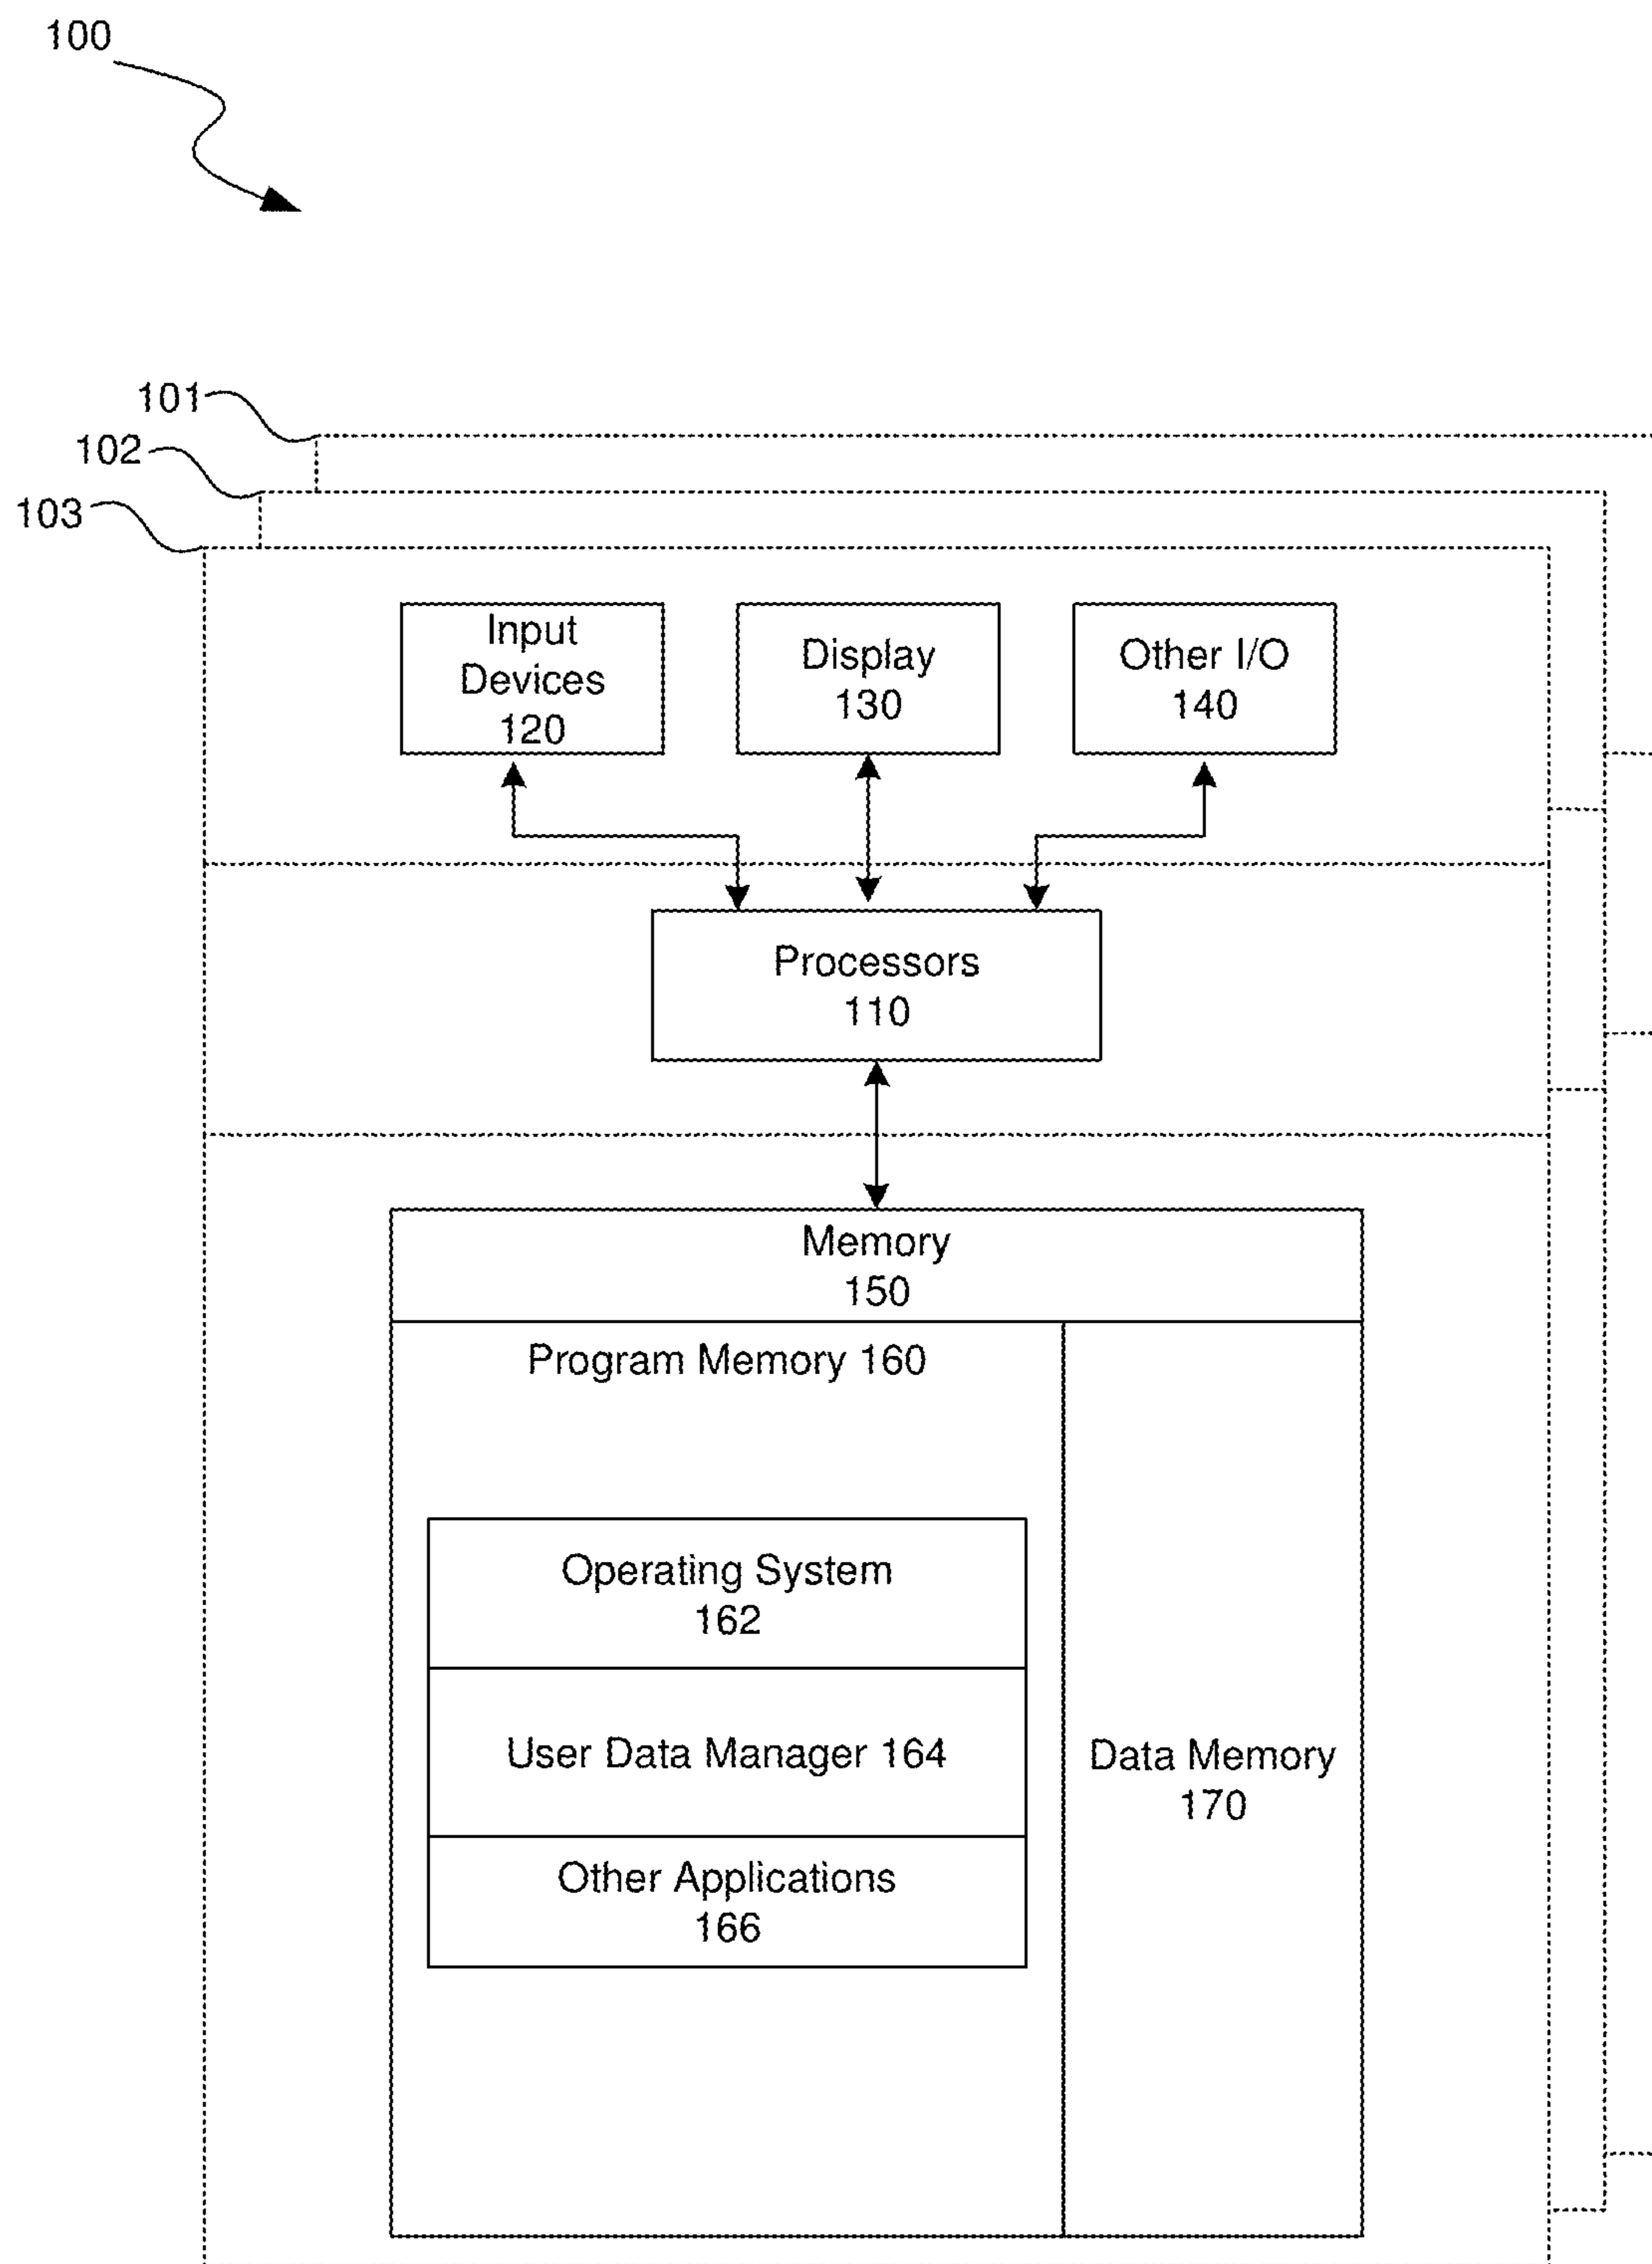 100
101
102
103
Input
Devices
120
Display
130
Other I/O
140
Processors
110
Memory
150
Program Memory 160
Operating System
162
User Data Manager 164
Other Applications
166
Data Memory
170